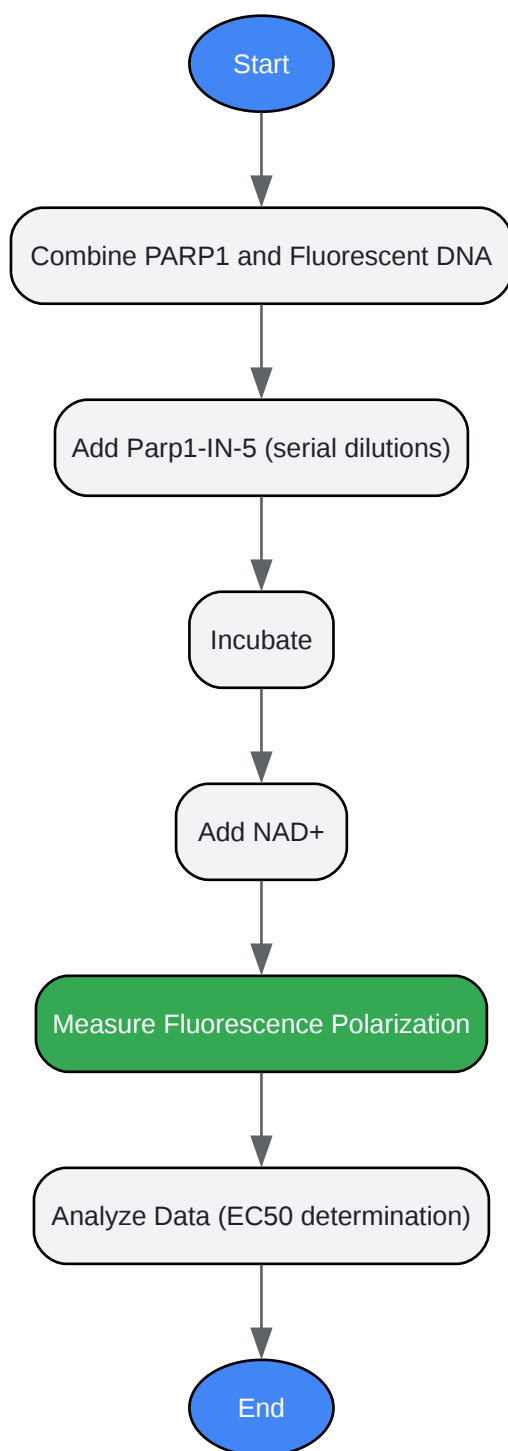 Start
Combine PARP1 and Fluorescent DNA
Add Parp1-IN-5 (serial dilutions)
Incubate
Add NAD+
Measure Fluorescence Polarization
Analyze Data (EC50 determination)
End